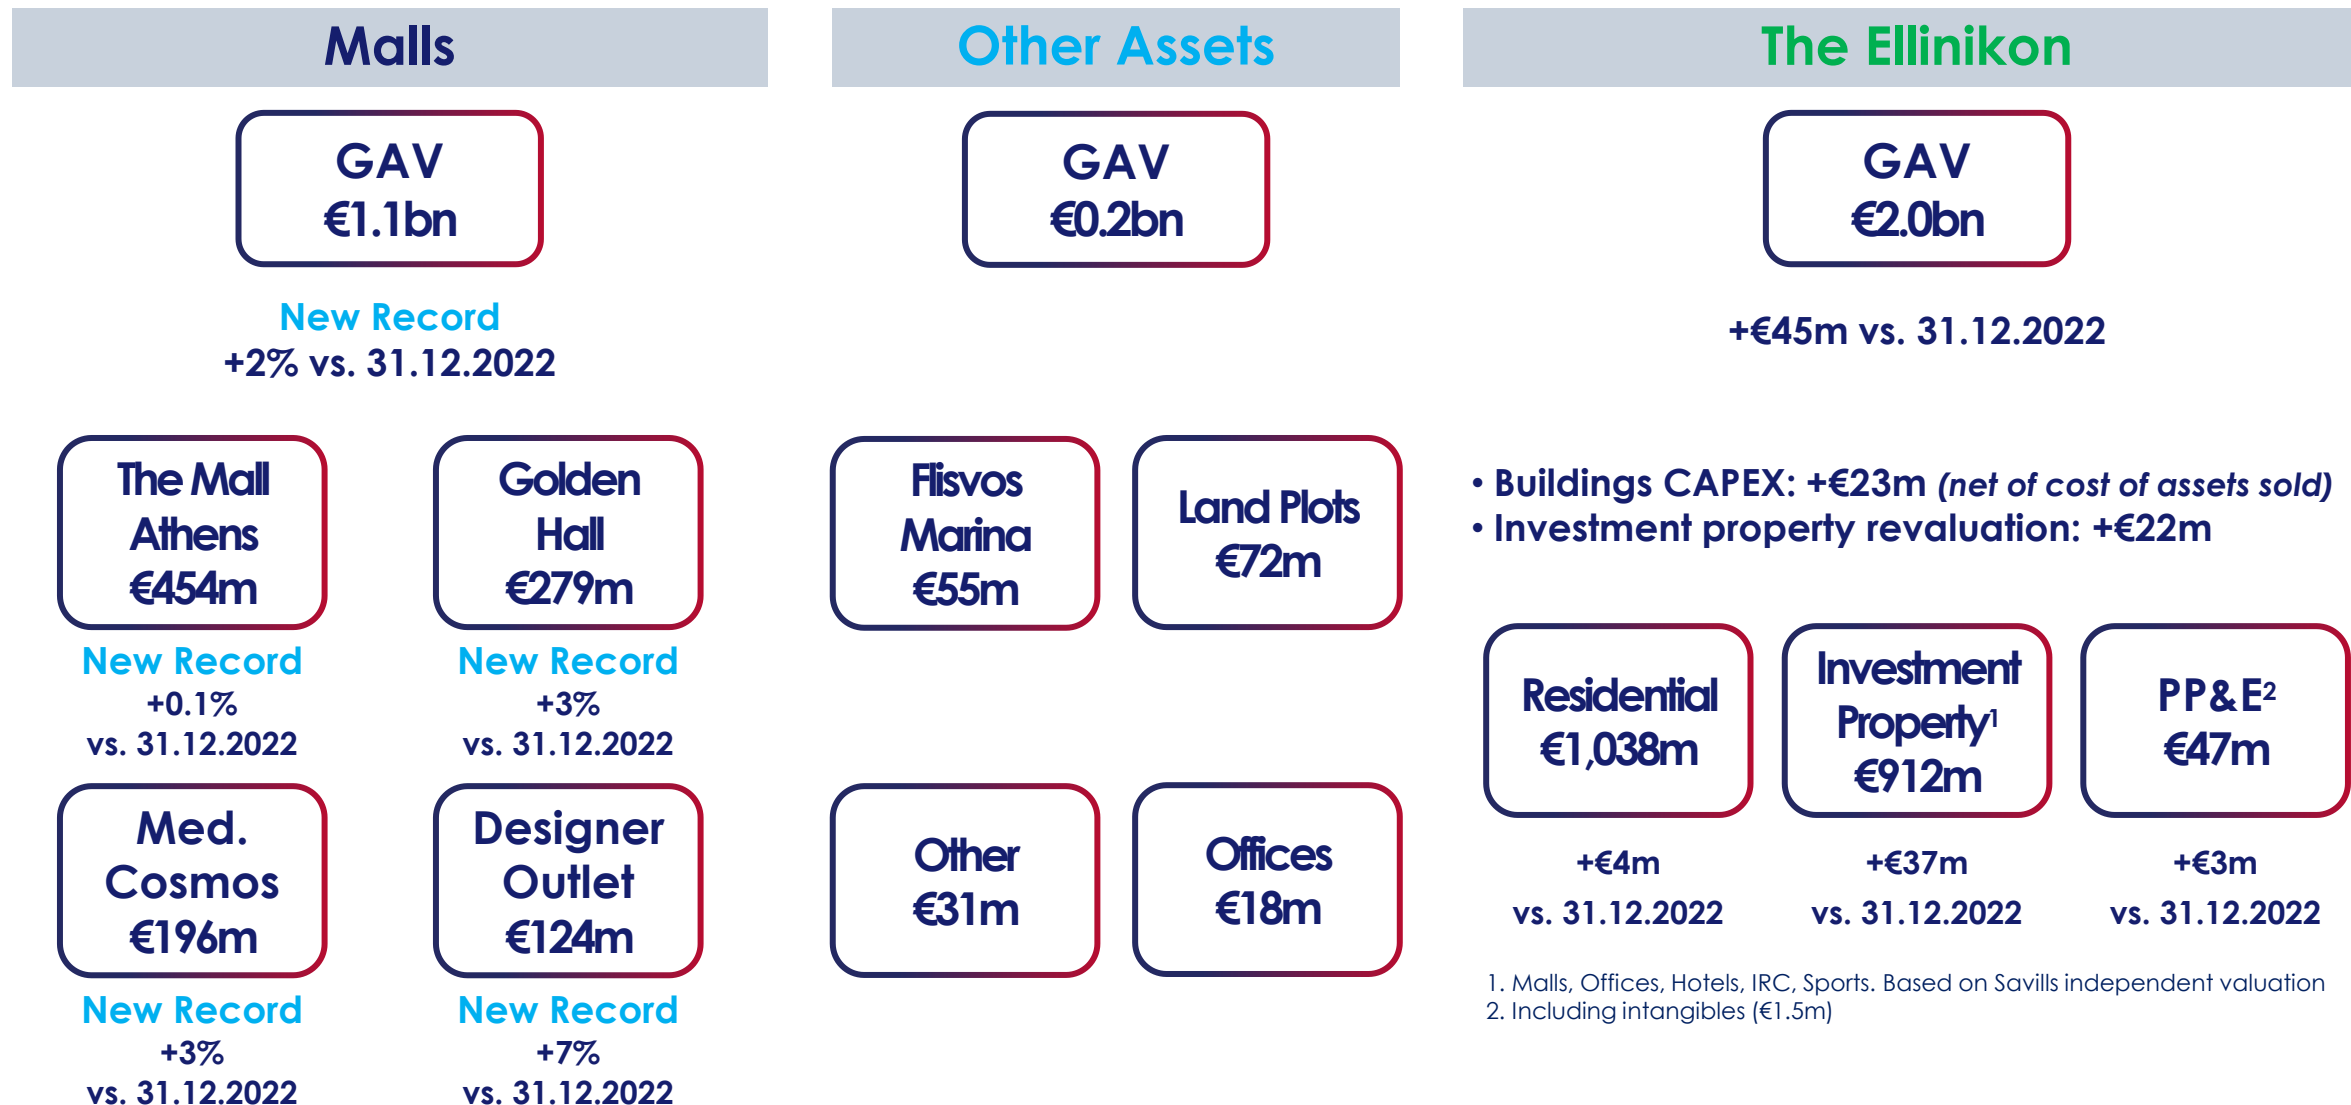 Malls
GAV
€1.1bn
New Record
+2% vs. 31.12.2022
The Mall
Athens
€454m
New Record
+0.1%
vs. 31.12.2022
Golden
Hall
€279m
New Record
+3%
vs. 31.12.2022
Med.
Cosmos
€196m
New Record
+3%
vs. 31.12.2022
Designer
Outlet
€124m
New Record
+7%
vs. 31.12.2022
Other Assets
GAV
€0.2bn
Flisvos
Marina
€55m
Land Plots
€72m
Other
€31m
Offices
€18m
The Ellinikon
GAV
€2.0bn
+€45m vs. 31.12.2022
• Buildings CAPEX: +€23m (net of cost of assets sold)
• Investment property revaluation: +€22m
Residential
€1,038m
+€4m
vs. 31.12.2022
Investment
Property1
€912m
+€37m
vs. 31.12.2022
PP&E2
€47m
+€3m
vs. 31.12.2022
1. Malls, Offices, Hotels, IRC, Sports. Based on Savills independent valuation
2. Including intangibles (€1.5m)